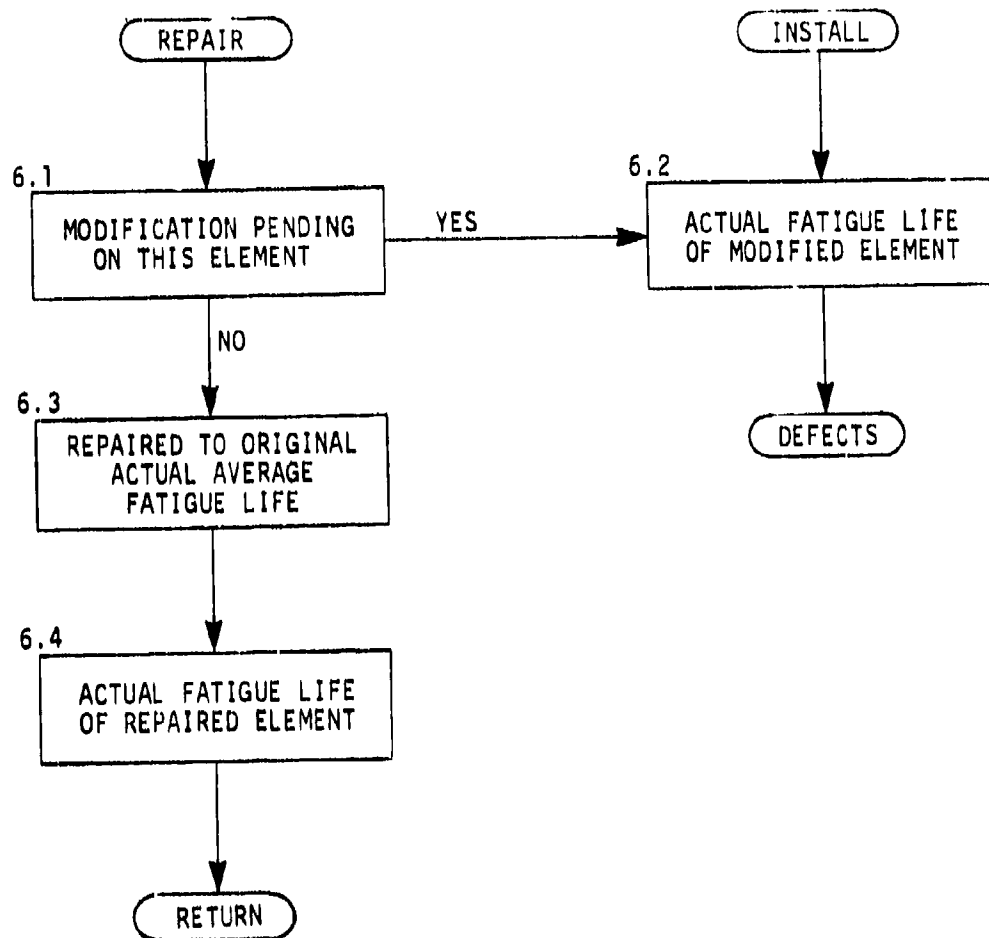 REPAIR
INSTALL
6.1
MODIFICATION PENDING
ON THIS ELEMENT
YES
6.2
ACTUAL FATIGUE LIFE
OF MODIFIED ELEMENT
NO
DEFECTS
6.3
REPAIRED TO ORIGINAL
ACTUAL AVERAGE
FATIGUE LIFE
6.4
ACTUAL FATIGUE LIFE
OF REPAIRED ELEMENT
RETURN